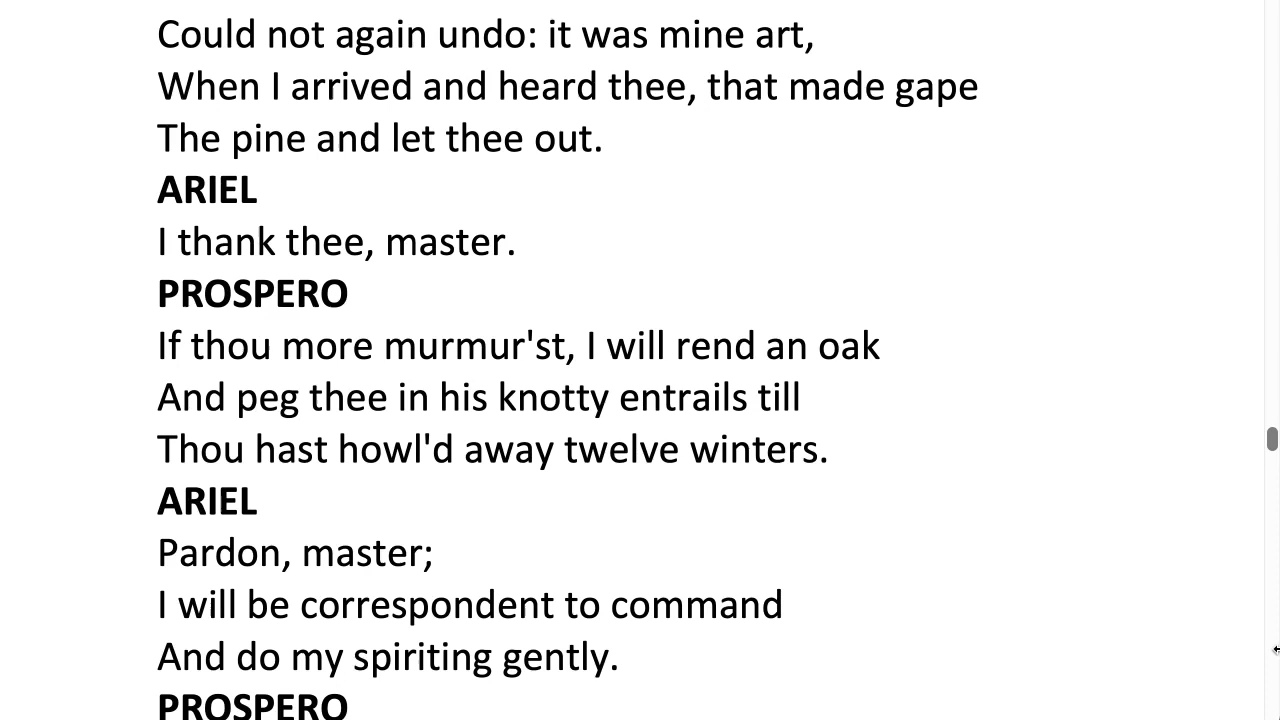 Could not again undo: it was mine art,
When I arrived and heard thee, that made gape
The pine and let thee out.
ARIEL
I thank thee, master.
PROSPERO
If thou more murmur'st, I will rend an oak
And peg thee in his knotty entrails till
Thou hast howl'd away twelve winters.
ARIEL
Pardon, master;
I will be correspondent to command
And do my spiriting gently.
PROSPERO